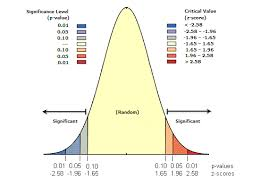 Significance Level
(p-value)
Critical Value
(z-score)
0.01
0.05
0.10
0.10
0.05
0.01
< -2.58
-2.58 - -1.96
-1.96 - -1.65
-1.65 - 1.65
1.65 - 1.96
1.96 - 2.58
> 2.58
(Random)
Significant
Significant
0.01 0.05 0.10 0.10 0.05 0.01 p-values
-2.58 -1.96 -1.65 1.65 1.96 2.58 z-scores